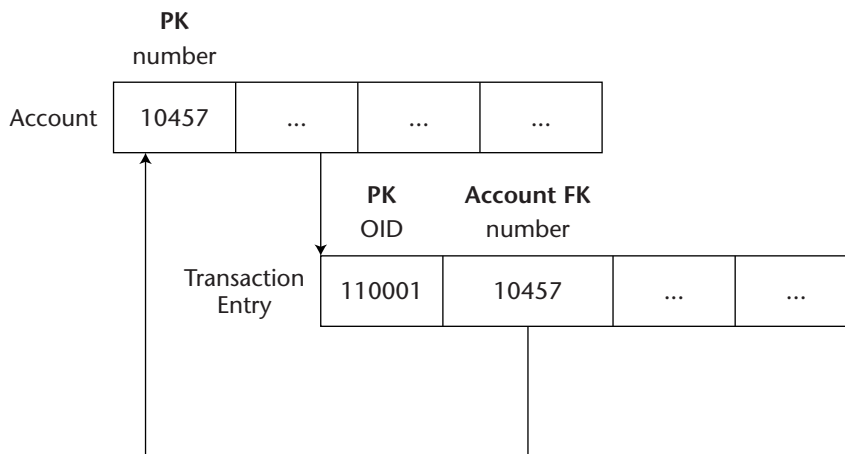 PK
number
Account 10457 ... ... ...
PK Account FK
OID number
Transaction
Entry
110001 10457 ... ...